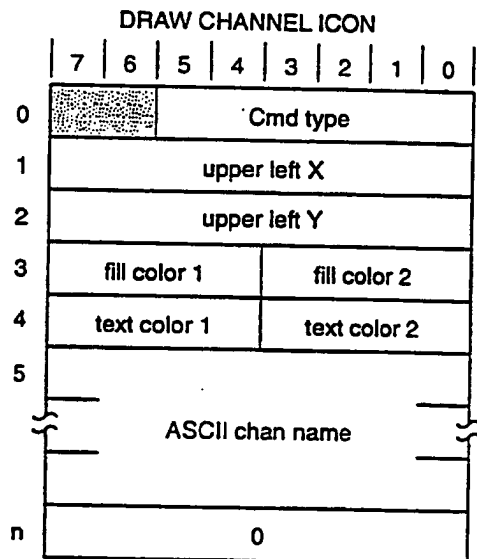 DRAW CHANNEL ICON
7 6 5 4 3 2 1 0
0 Cmd type
1 upper left X
2 upper left Y
3 fill color 1 fill color 2
4 text color 1 text color 2
5
ASCII chan name
n 0